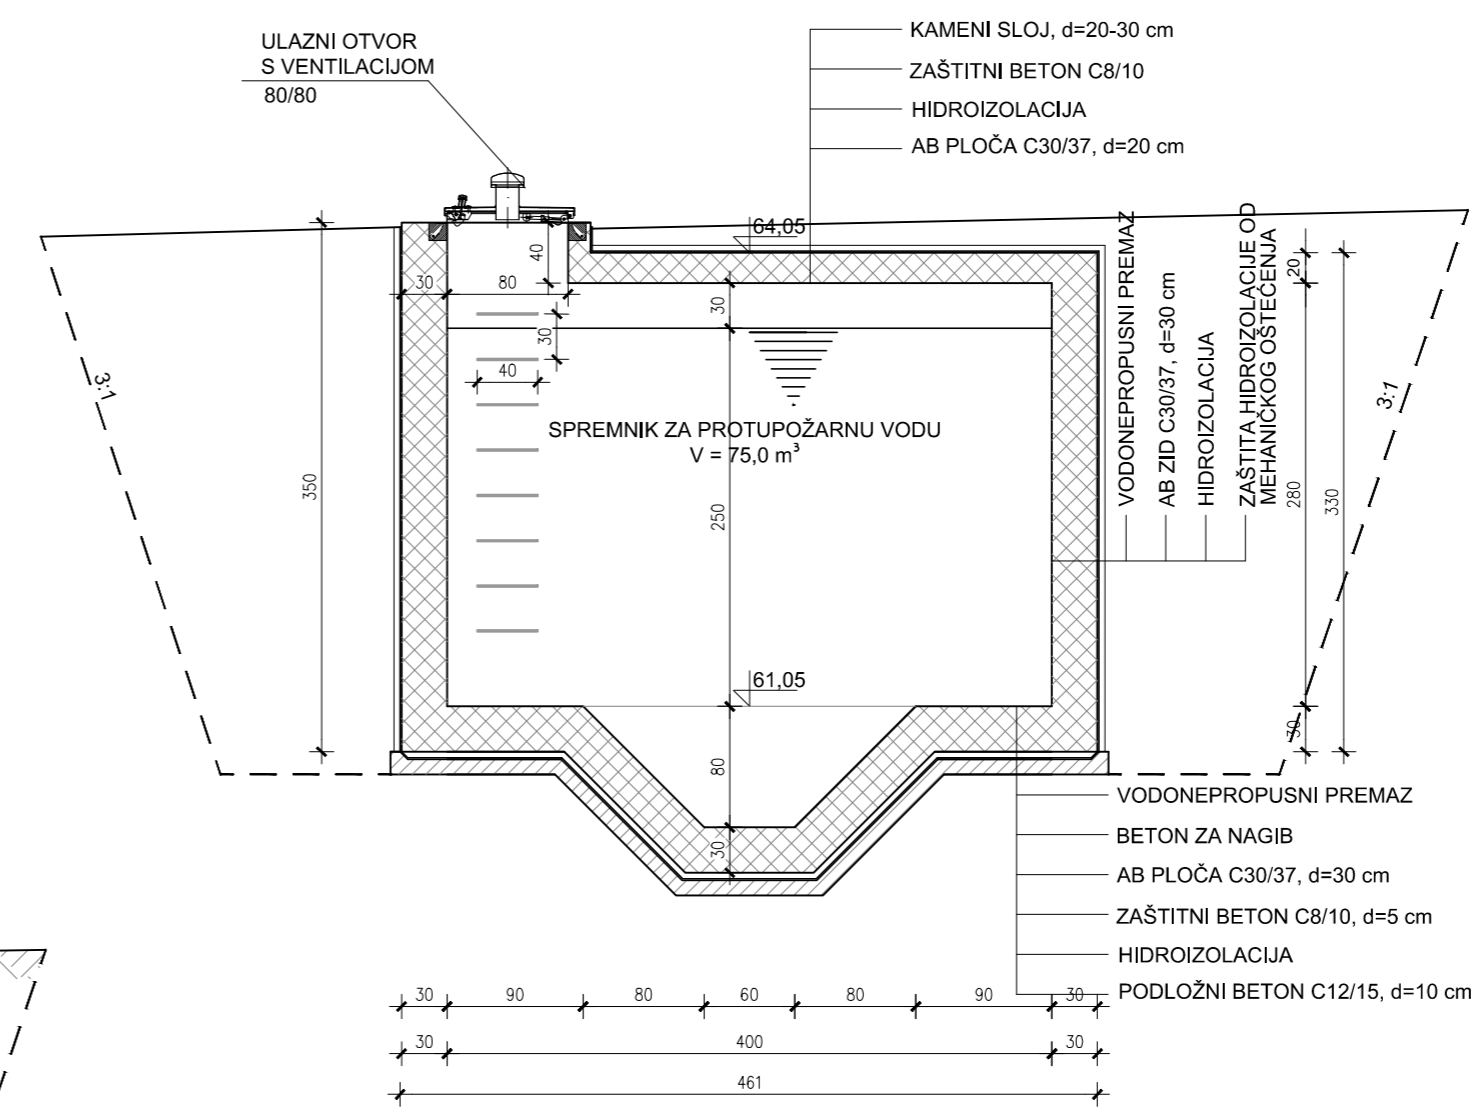 ULAZNI OTVOR
S VENTILACIJOM
80/80
KAMENI SLOJ, d=20-30 cm
ZAŠTITNI BETON C8/10
HIDROIZOLACIJA
AB PLOČA C30/37, d=20 cm
64,05
40
30
80
30
30
40
20
3:1
3:1
SPREMNIK ZA PROTUPOŽARNU VODU
V = 75,0 m³
VODONEPROPUSNI PREMAZ
AB ZID C30/37, d=30 cm
HIDROIZOLACIJA
ZAŠTITA HIDROIZOLACIJE OD
MEHANIČKOG OŠTEĆENJA
350
250
280
330
61,05
80
30
30
VODONEPROPUSNI PREMAZ
BETON ZA NAGIB
AB PLOČA C30/37, d=30 cm
ZAŠTITNI BETON C8/10, d=5 cm
HIDROIZOLACIJA
PODLOŽNI BETON C12/15, d=10 cm
30 90 80 60 80 90 30
30 400 30
461